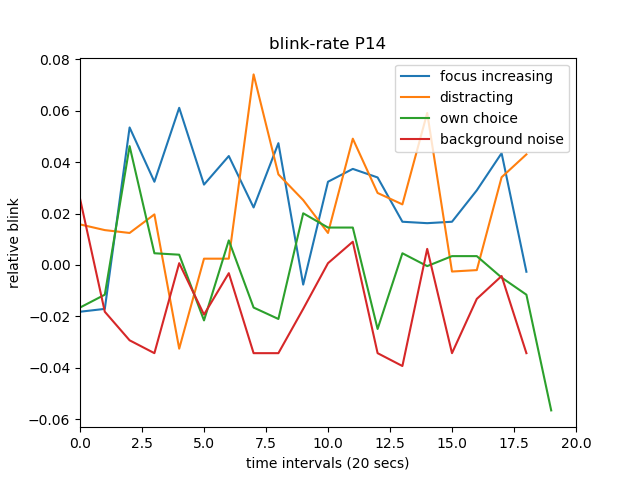 blink-rate P14
focus increasing
distracting
own choice
background noise
relative blink
0.08
0.06
0.04
0.02
0.00
−0.02
−0.04
−0.06
0.0 2.5 5.0 7.5 10.0 12.5 15.0 17.5 20.0
time intervals (20 secs)